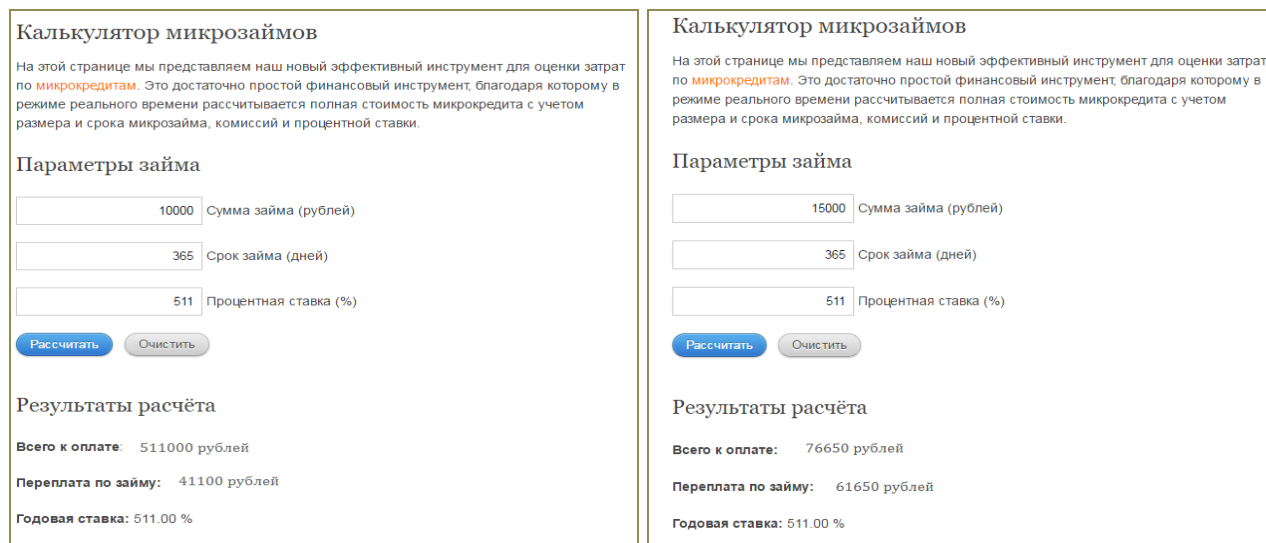 Калькулятор микрозаймов
На этой странице мы представляем наш новый эффективный инструмент для оценки затрат
по микрокредитам. Это достаточно простой финансовый инструмент, благодаря которому в
режиме реального времени рассчитывается полная стоимость микрокредита с учетом
размера и срока микрозайма, комиссий и процентной ставки.
Параметры займа
10000 Сумма займа (рублей)
365 Срок займа (дней)
511 Процентная ставка (%)
Рассчитать Очистить
Результаты расчёта
Всего к оплате: 511000 рублей
Переплата по займу: 41100 рублей
Годовая ставка: 511.00 %
Калькулятор микрозаймов
На этой странице мы представляем наш новый эффективный инструмент для оценки затрат
по микрокредитам. Это достаточно простой финансовый инструмент, благодаря которому в
режиме реального времени рассчитывается полная стоимость микрокредита с учетом
размера и срока микрозайма, комиссий и процентной ставки.
Параметры займа
15000 Сумма займа (рублей)
365 Срок займа (дней)
511 Процентная ставка (%)
Рассчитать Очистить
Результаты расчёта
Всего к оплате: 76650 рублей
Переплата по займу: 61650 рублей
Годовая ставка: 511.00 %